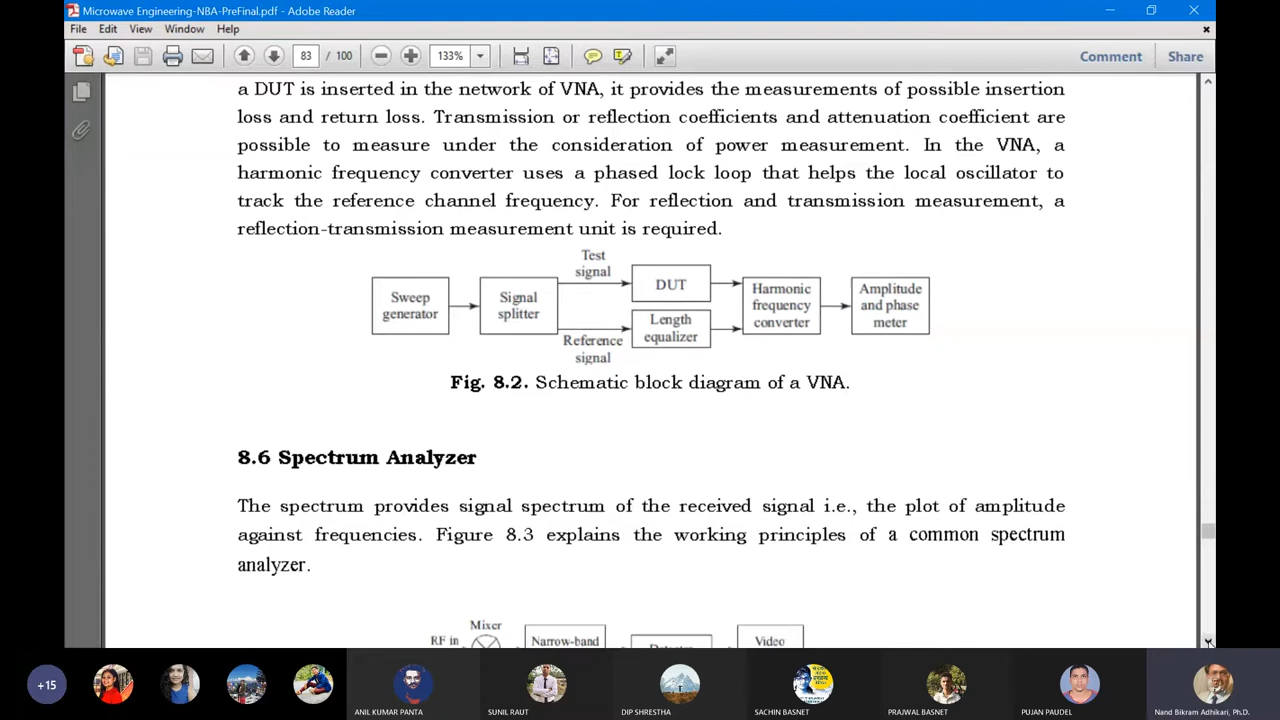 Microwave Engineering-NBA-PreFinal.pdf - Adobe Reader
File Edit View Window Help
83 / 100 133% Comment Share
a DUT is inserted in the network of VNA, it provides the measurements of possible insertion
loss and return loss. Transmission or reflection coefficients and attenuation coefficient are
possible to measure under the consideration of power measurement. In the VNA, a
harmonic frequency converter uses a phased lock loop that helps the local oscillator to
track the reference channel frequency. For reflection and transmission measurement, a
reflection-transmission measurement unit is required.
Test
signal
Sweep
generator
Signal
splitter
DUT
Length
equalizer
Reference
signal
Harmonic
frequency
converter
Amplitude
and phase
meter
Fig. 8.2. Schematic block diagram of a VNA.
8.6 Spectrum Analyzer
The spectrum provides signal spectrum of the received signal i.e., the plot of amplitude
against frequencies. Figure 8.3 explains the working principles of a common spectrum
analyzer.
Mixer
RF in
Narrow-band
Video
+15
ANIL KUMAR PANTA
SUNIL RAUT
DIP SHRESTHA
SACHIN BASNET
PRAJWAL BASNET
PUJAN PAUDEL
Nand Bikram Adhikari, Ph.D.